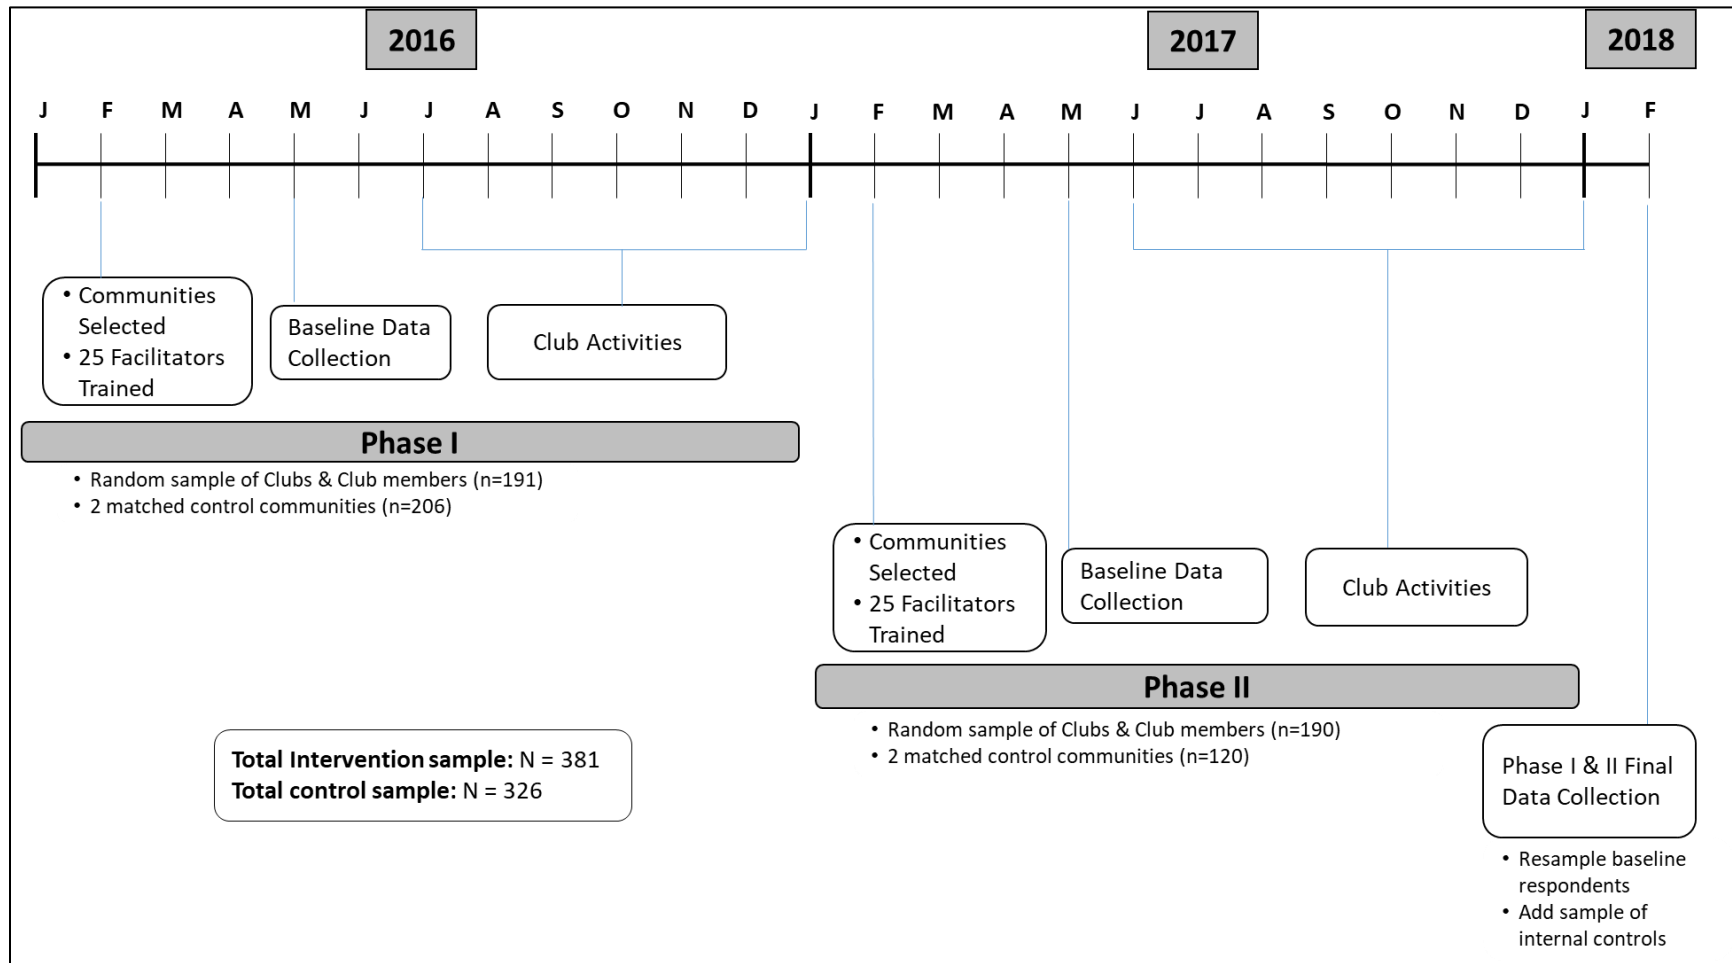 2016
2017
2018
J F M A M J J A S O N D J F M A M J J A S O N D J F
• Communities
Selected
• 25 Facilitators
Trained
Baseline Data
Collection
Club Activities
Phase I
• Random sample of Clubs & Club members (n=191)
• 2 matched control communities (n=206)
• Communities
Selected
• 25 Facilitators
Trained
Baseline Data
Collection
Club Activities
Phase II
• Random sample of Clubs & Club members (n=190)
• 2 matched control communities (n=120)
Total Intervention sample: N = 381
Total control sample: N = 326
Phase I & II Final
Data Collection
• Resample baseline
respondents
• Add sample of
internal controls